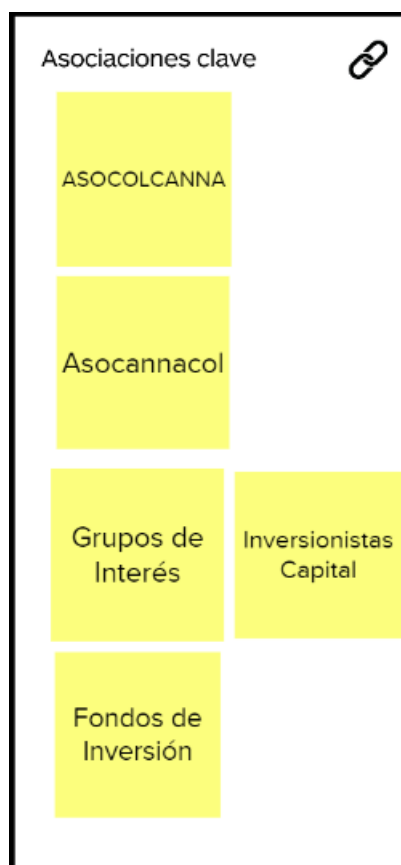 Asociaciones clave
ASOCOLCANNA
Asocannacol
Grupos de
Interés
Inversionistas
Capital
Fondos de
Inversión